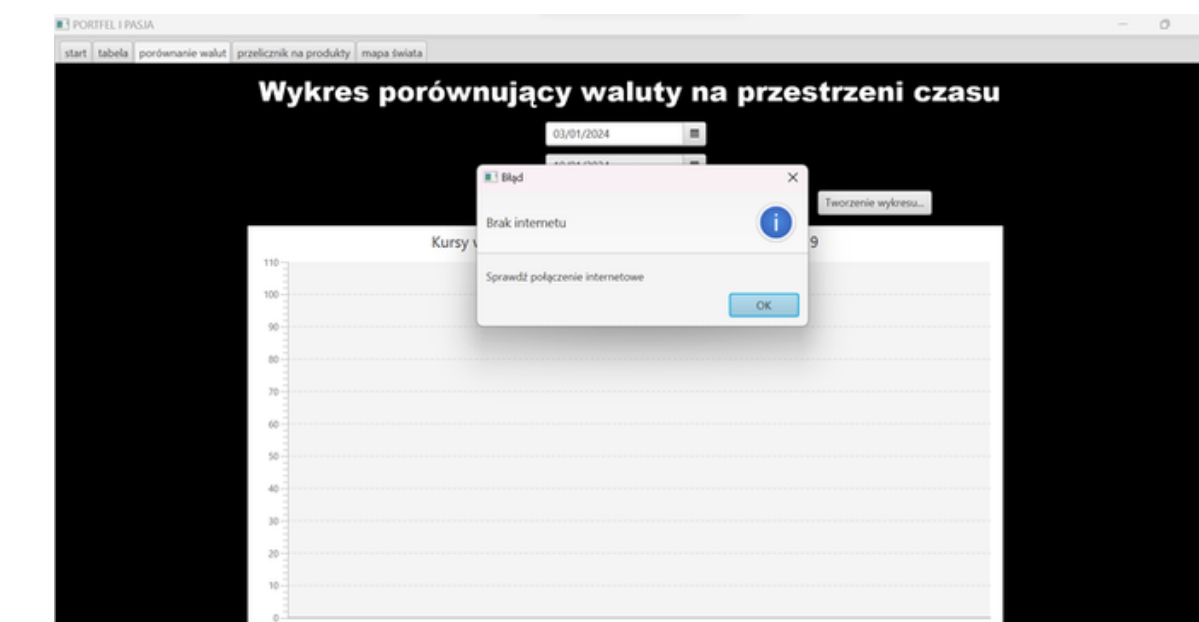 PORTFEL I PASJA
start tabela porównanie walut przelicznik na produkty mapa świata
Wykres porównujący waluty na przestrzeni czasu
03/01/2024
Błąd
Tworzenie wykresu...
Brak internetu
Kursy
9
Sprawdź połączenie internetowe
OK
110
100
90
80
70
60
50
40
30
20
10
0